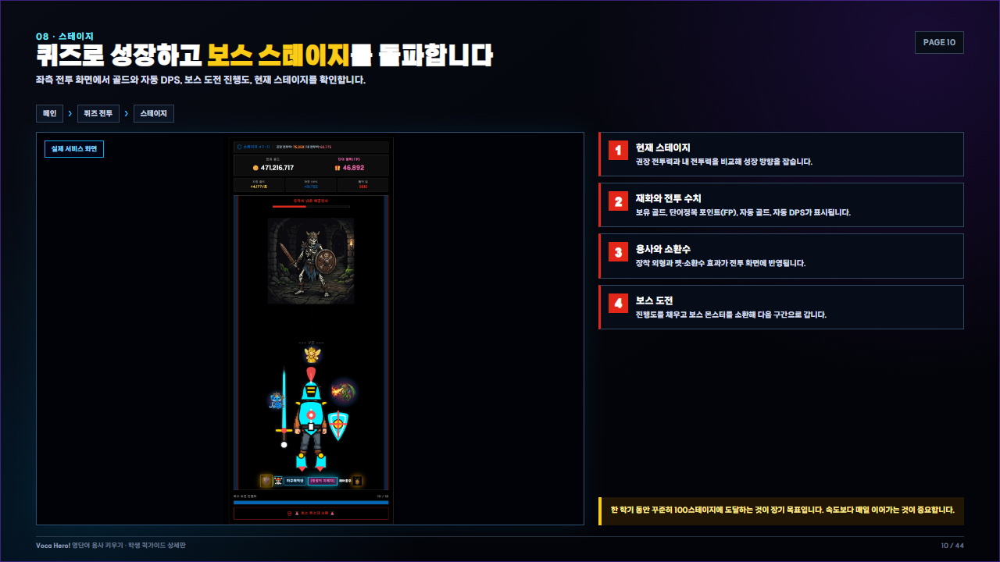 08 · 스테이지
퀴즈로 성장하고 보스 스테이지를 돌파합니다
좌측 전투 화면에서 골드와 자동 DPS, 보스 도전 진행도, 현재 스테이지를 확인합니다.
PAGE 10
메인 › 퀴즈 전투 › 스테이지
실제 서비스 화면
471,216,717
46,892
+4,177/초
--- VS ---
보스 도전 진행도
10 / 10
1 현재 스테이지
권장 전투력과 내 전투력을 비교해 성장 방향을 잡습니다.
2 재화와 전투 수치
보유 골드, 단어정복 포인트(FP), 자동 골드, 자동 DPS가 표시됩니다.
3 용사와 소환수
장착 외형과 펫·소환수 효과가 전투 화면에 반영됩니다.
4 보스 도전
진행도를 채우고 보스 몬스터를 소환해 다음 구간으로 갑니다.
한 학기 동안 꾸준히 100스테이지에 도달하는 것이 장기 목표입니다. 속도보다 매일 이어가는 것이 중요합니다.
Voca Hero! 영단어 용사 키우기 · 학생 퀵가이드 상세판
10 / 44